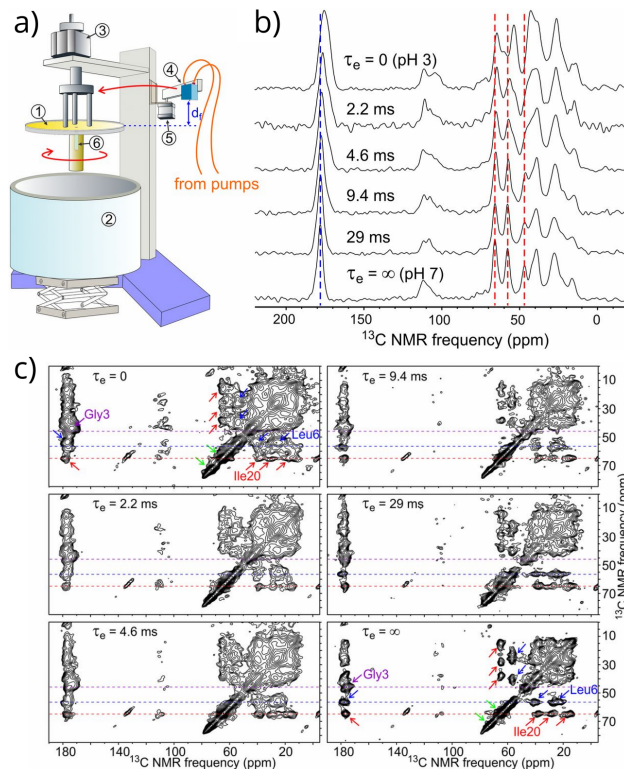 a)
③
④
①
d_f
⑤
⑥
from pumps
②
b)
τe = 0 (pH 3)
2.2 ms
4.6 ms
9.4 ms
29 ms
τe = ∞ (pH 7)
200 150 100 50 0
¹³C NMR frequency (ppm)
c)
τe = 0
Gly3
Leu6
Ile20
τe = 9.4 ms
10
30
50
70
τe = 2.2 ms
τe = 29 ms
10
30
50
70
¹³C NMR frequency (ppm)
τe = 4.6 ms
τe = ∞
Gly3
Leu6
Ile20
10
30
50
70
180 140 100 60 20
180 140 100 60 20
¹³C NMR frequency (ppm)
¹³C NMR frequency (ppm)